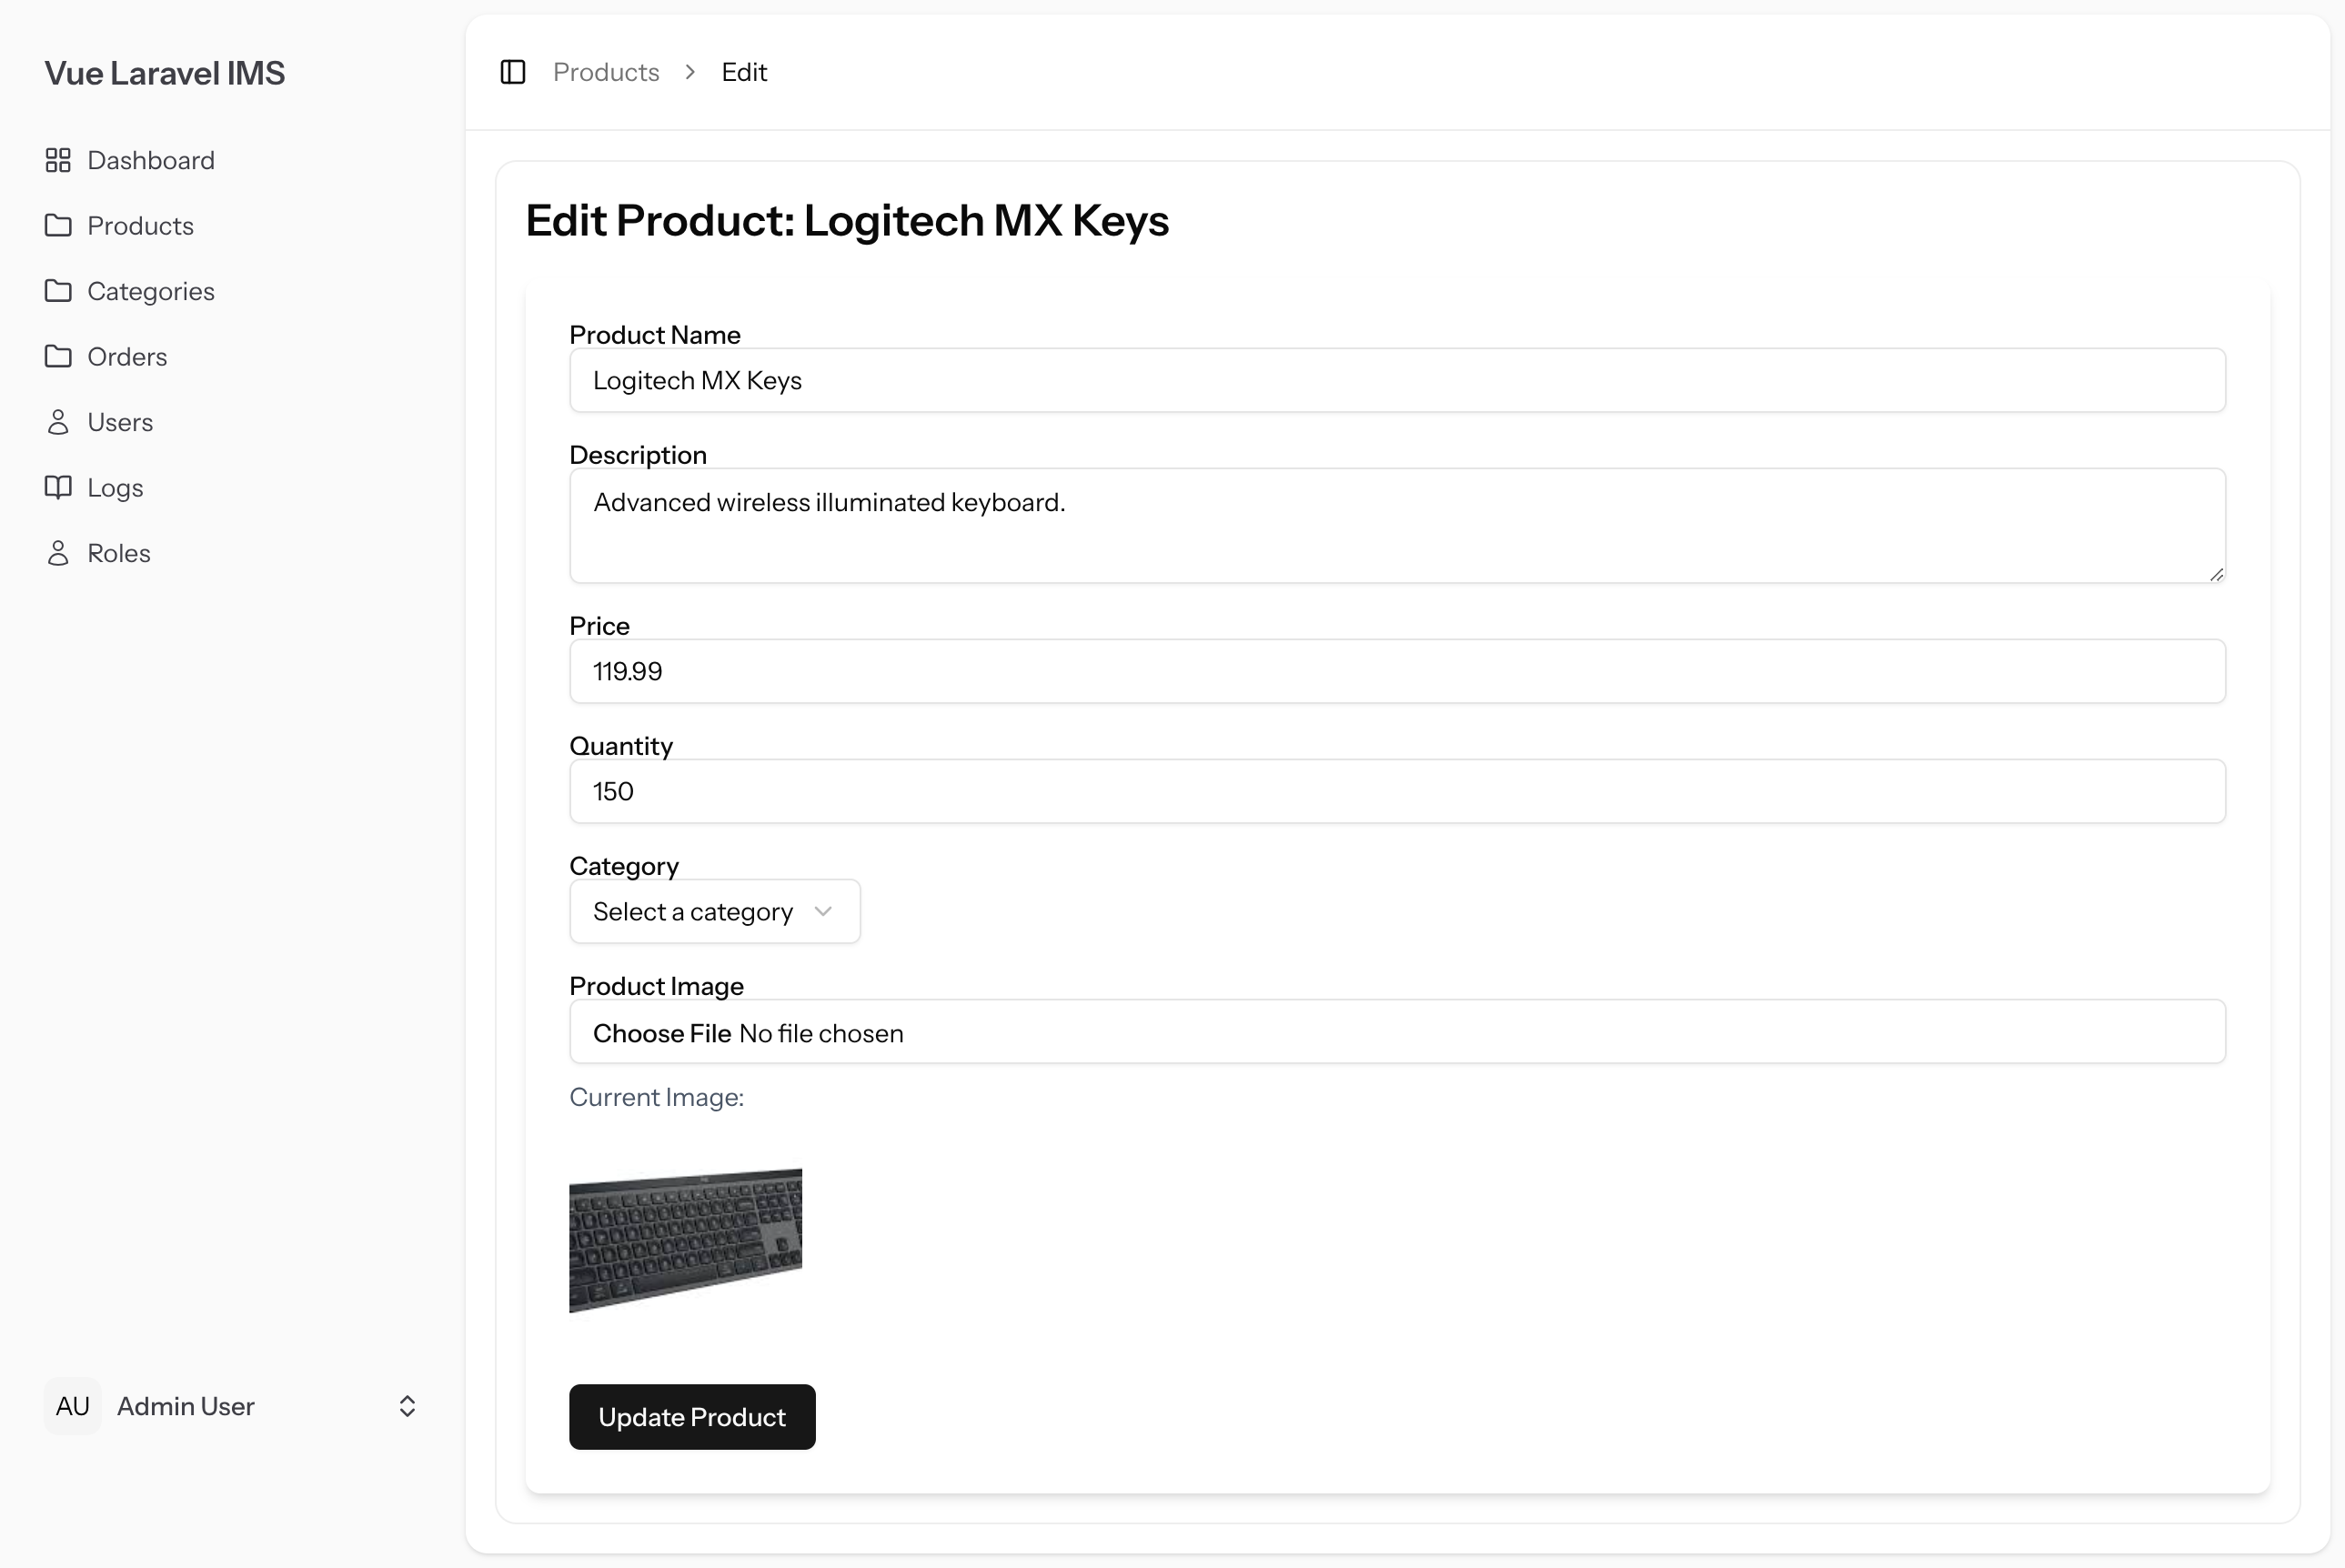 Vue Laravel IMS
Dashboard
Products
Categories
Orders
Users
Logs
Roles
AU Admin User
Products > Edit
Edit Product: Logitech MX Keys
Product Name
Logitech MX Keys
Description
Advanced wireless illuminated keyboard.
Price
119.99
Quantity
150
Category
Select a category
Product Image
Choose File No file chosen
Current Image:
Update Product